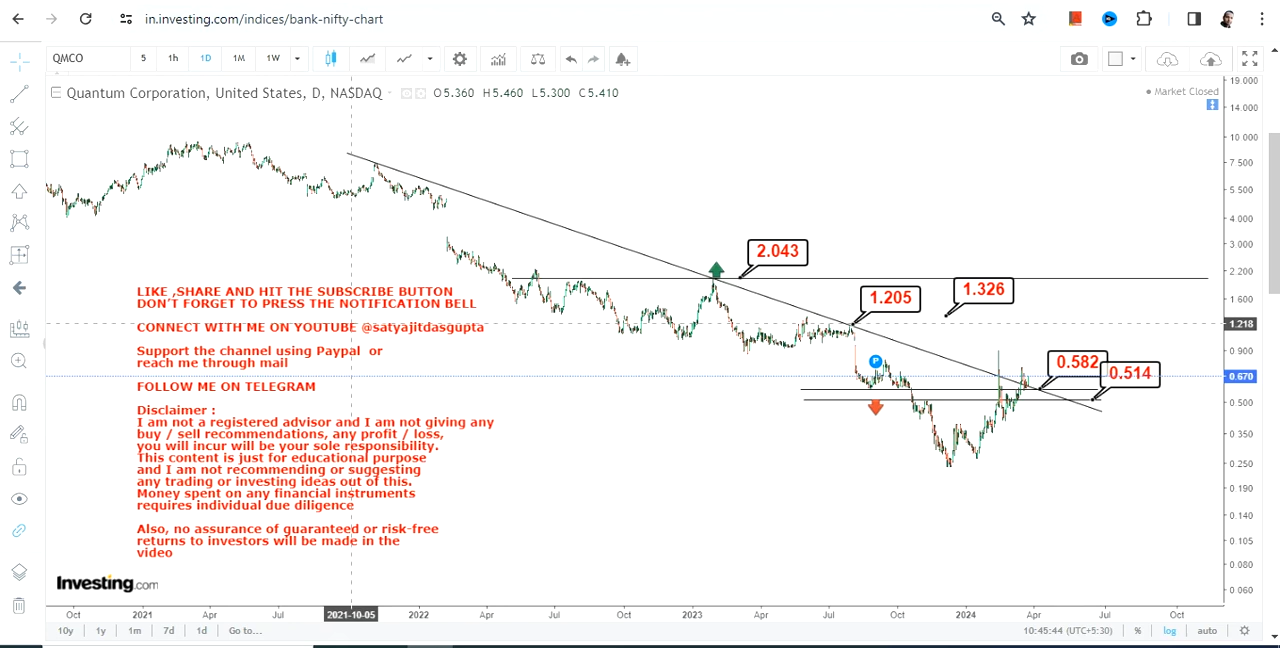 in.investing.com/indices/bank-nifty-chart
QMCO 5 1h 1D 1M 1W
Quantum Corporation, United States, D, NASDAQ O5.360 H5.460 L5.300 C5.410
Market Closed
19.000
14.000
10.000
7.500
5.500
4.000
3.000
2.200
1.600
1.218
0.900
0.670
0.500
0.350
0.250
0.190
0.140
0.105
0.080
0.060
2.043
1.205
1.326
0.582
0.514
P
LIKE ,SHARE AND HIT THE SUBSCRIBE BUTTON
DON'T FORGET TO PRESS THE NOTIFICATION BELL
CONNECT WITH ME ON YOUTUBE @satyajitdasgupta
Support the channel using Paypal or
reach me through mail
FOLLOW ME ON TELEGRAM
Disclaimer :
I am not a registered advisor and I am not giving any
buy / sell recommendations, any profit / loss,
you will incur will be your sole responsibility.
This content is just for educational purpose
and I am not recommending or suggesting
any trading or investing ideas out of this.
Money spent on any financial instruments
requires individual due diligence
Also, no assurance of guaranteed or risk-free
returns to investors will be made in the
video
Investing.com
Oct 2021 Apr Jul 2021-10-05 2022 Apr Jul Oct 2023 Apr Jul Oct 2024 Apr Jul Oct
10y 1y 1m 7d 1d Go to... 10:45:44 (UTC+5:30) % log auto